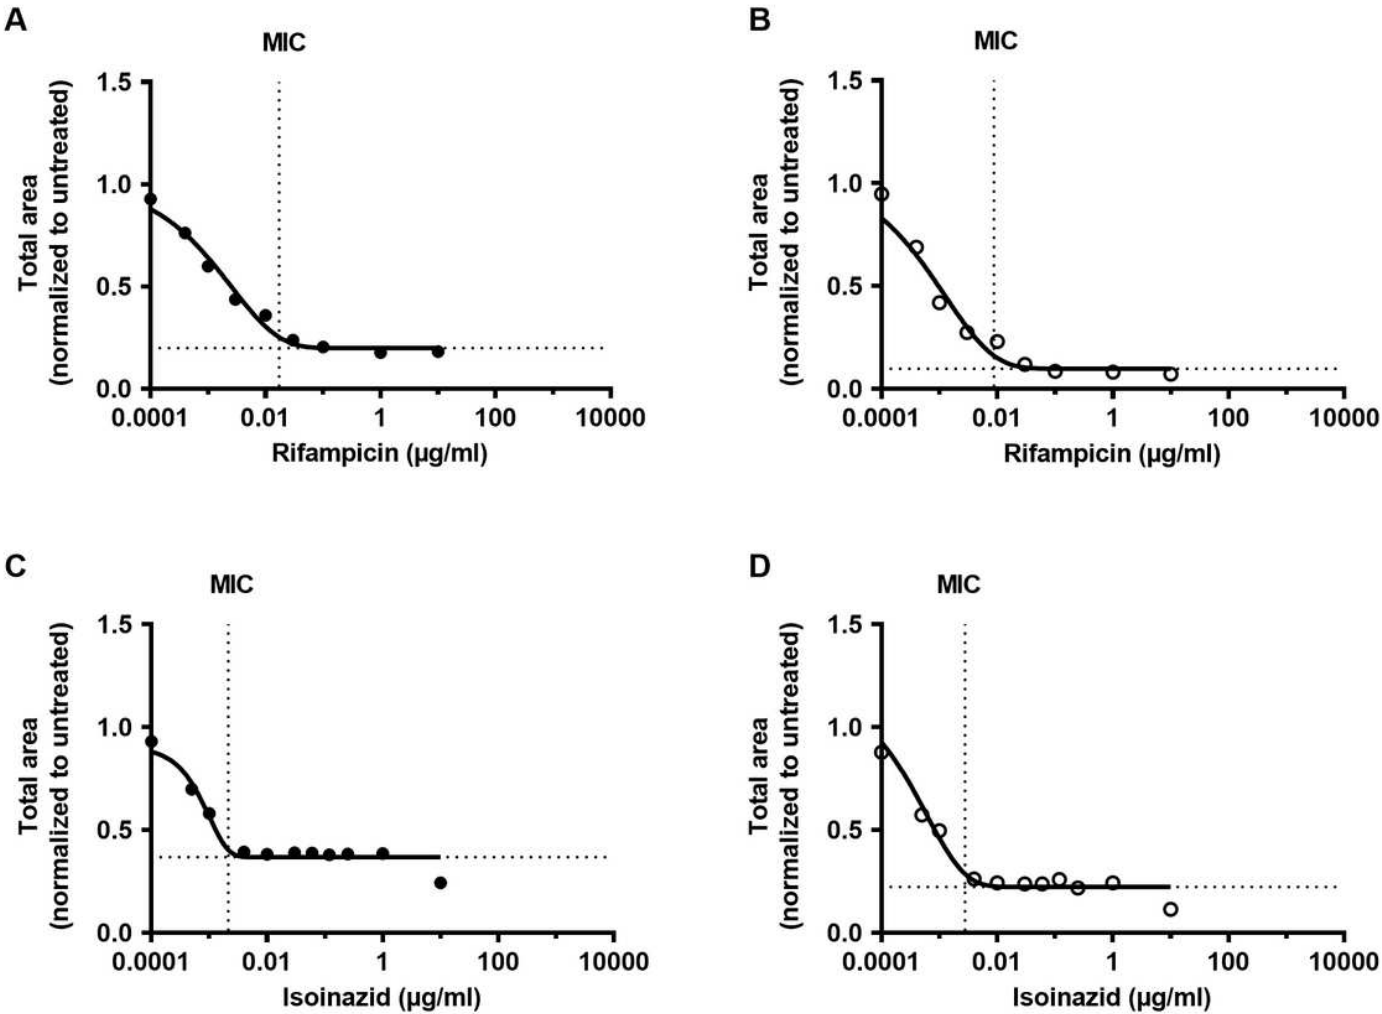 A
MIC
Total area
(normalized to untreated)
1.5
1.0
0.5
0.0
0.0001 0.01 1 100 10000
Rifampicin (µg/ml)
B
MIC
Total area
(normalized to untreated)
1.5
1.0
0.5
0.0
0.0001 0.01 1 100 10000
Rifampicin (µg/ml)
C
MIC
Total area
(normalized to untreated)
1.5
1.0
0.5
0.0
0.0001 0.01 1 100 10000
Isoinazid (µg/ml)
D
MIC
Total area
(normalized to untreated)
1.5
1.0
0.5
0.0
0.0001 0.01 1 100 10000
Isoinazid (µg/ml)